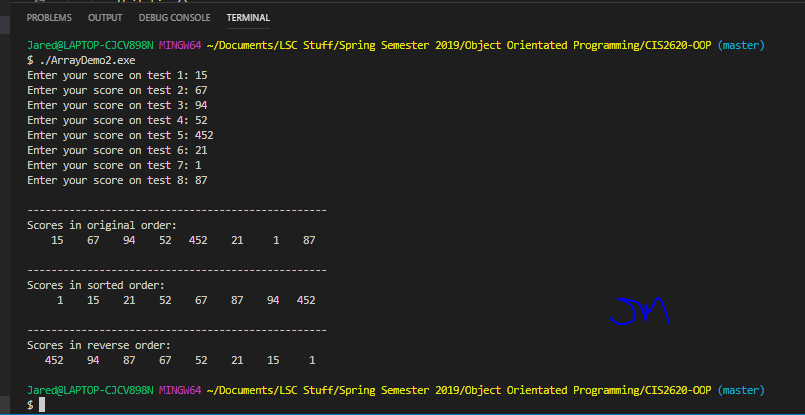 PROBLEMS OUTPUT DEBUG CONSOLE TERMINAL
Jared@LAPTOP-CJCV898N MINGW64 ~/Documents/LSC Stuff/Spring Semester 2019/Object Orientated Programming/CIS2620-OOP (master)
$ ./ArrayDemo2.exe
Enter your score on test 1: 15
Enter your score on test 2: 67
Enter your score on test 3: 94
Enter your score on test 4: 52
Enter your score on test 5: 452
Enter your score on test 6: 21
Enter your score on test 7: 1
Enter your score on test 8: 87
--------------------------------------------------
Scores in original order:
15 67 94 52 452 21 1 87
--------------------------------------------------
Scores in sorted order:
1 15 21 52 67 87 94 452
--------------------------------------------------
Scores in reverse order:
452 94 87 67 52 21 15 1
Jared@LAPTOP-CJCV898N MINGW64 ~/Documents/LSC Stuff/Spring Semester 2019/Object Orientated Programming/CIS2620-OOP (master)
$